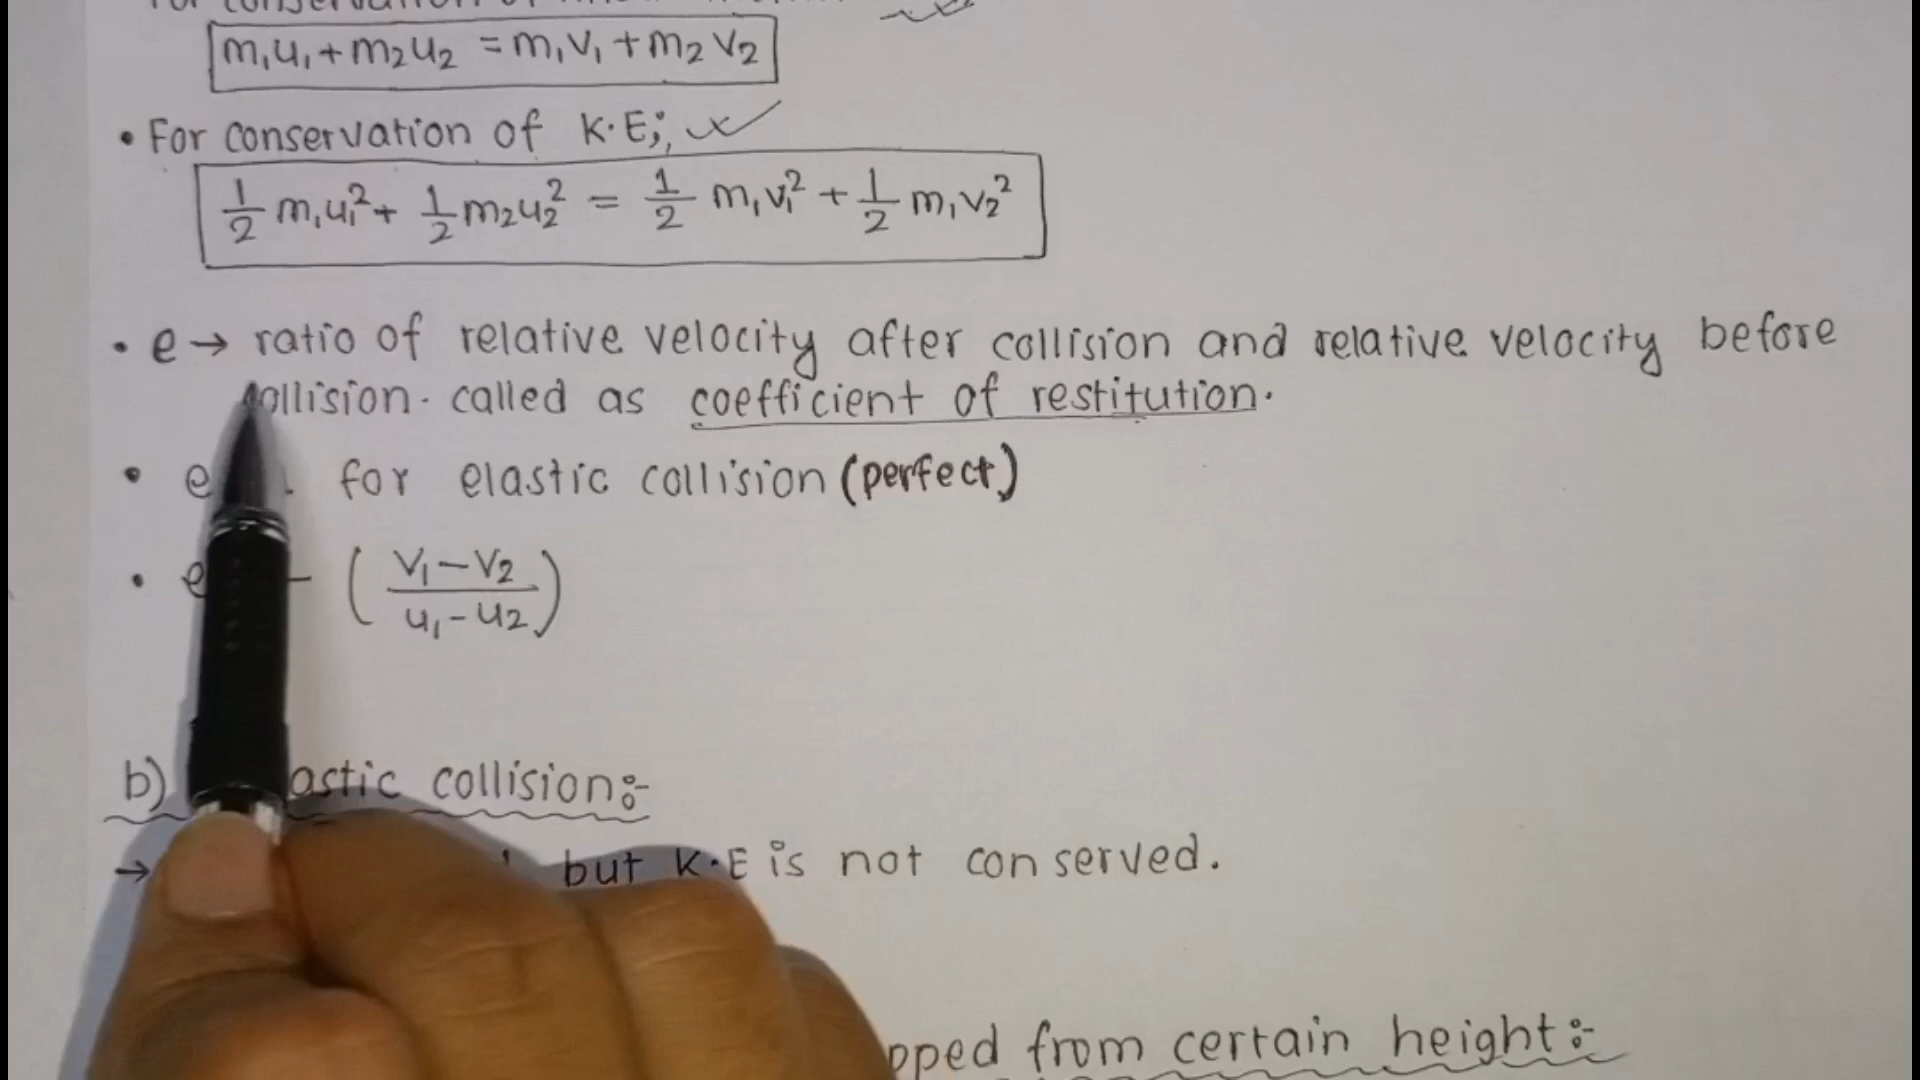 m₁u₁+m₂u₂ = m₁v₁ + m₂v₂
• For conservation of K.E;,
½ m₁u₁² + ½ m₂u₂² = ½ m₁v₁² + ½ m₁v₂²
• e → ratio of relative velocity after collision and relative velocity before
collision. called as coefficient of restitution.
• e for elastic collision (perfect)
• e - (v₁-v₂ / u₁-u₂)
b) astic collision:-
→ but K.E is not conserved.
from certain height:-